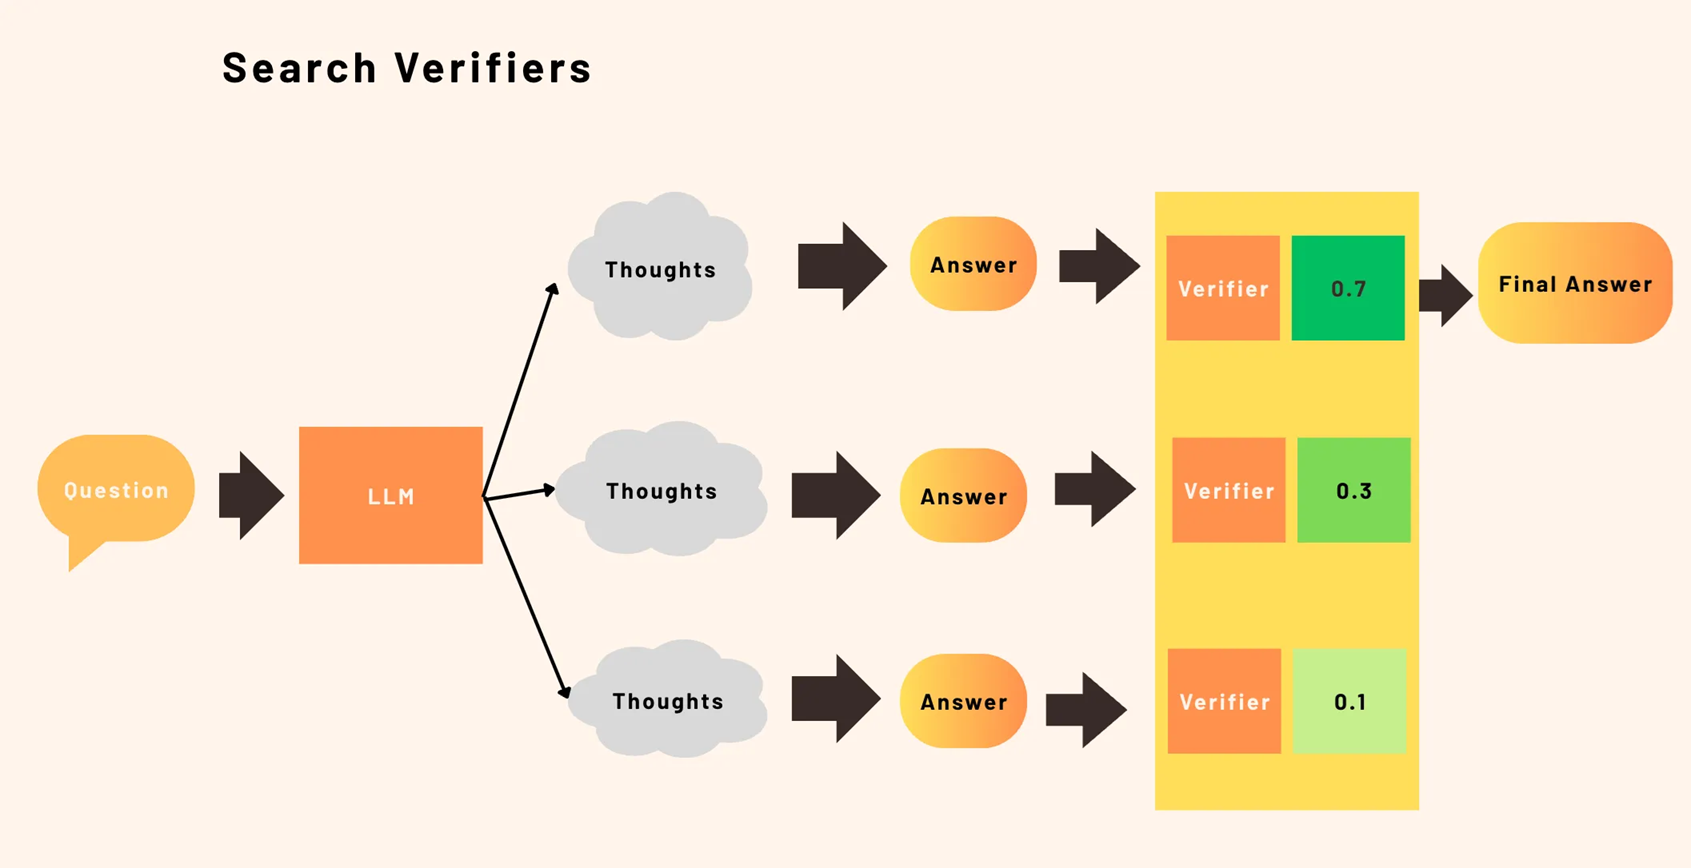 Search Verifiers
Question
LLM
Thoughts
Answer
Verifier
0.7
Final Answer
Thoughts
Answer
Verifier
0.3
Thoughts
Answer
Verifier
0.1